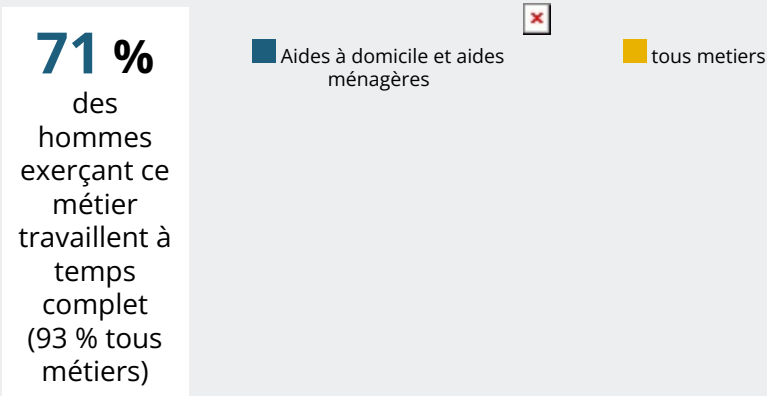 71 %
des
hommes
exerçant ce
métier
travaillent à
temps
complet
(93 % tous
métiers)
Aides à domicile et aides
ménagères
tous metiers